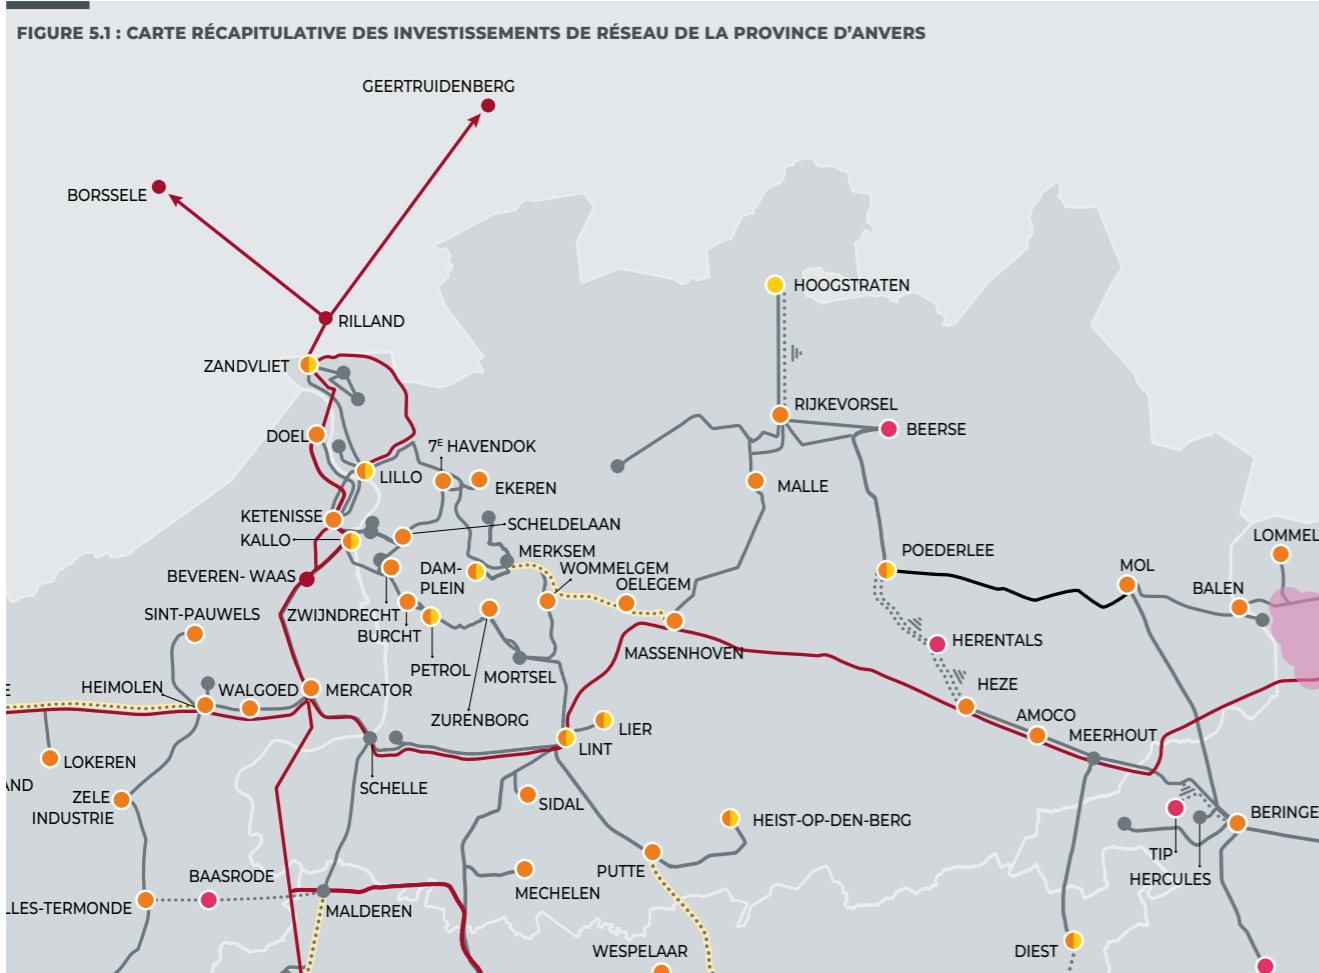 FIGURE 5.1 : CARTE RÉCAPITULATIVE DES INVESTISSEMENTS DE RÉSEAU DE LA PROVINCE D’ANVERS
GEERTRUIDENBERG
BORSSELE
RILLAND
HOOGSTRATEN
ZANDVLIET
RIJKEVORSEL
BEERSE
DOEL
7E HAVENDOK
LILLO
EKEREN
MALLE
KETENISSE
SCHELDELAAN
KALLO
LOMMEL
MERKSEM
POEDERLEE
DAM-
PLEIN
WOMMELGEM
MOL
BEVEREN- WAAS
OELEGEM
BALEN
SINT-PAUWELS
ZWIJNDRECHT
BURCHT
HERENTALS
MASSENHOVEN
PETROL
MORTSEL
HEIMOLEN
WALGOED
MERCATOR
HEZE
E
ZURENBORG
AMOCO
LIER
MEERHOUT
LINT
LOKEREN
AND
SCHELLE
ZELE
INDUSTRIE
SIDAL
HEIST-OP-DEN-BERG
BERINGE
TIP
HERCULES
PUTTE
BAASRODE
MECHELEN
LLES-TERMONDE
MALDEREN
WESPELAAR
DIEST